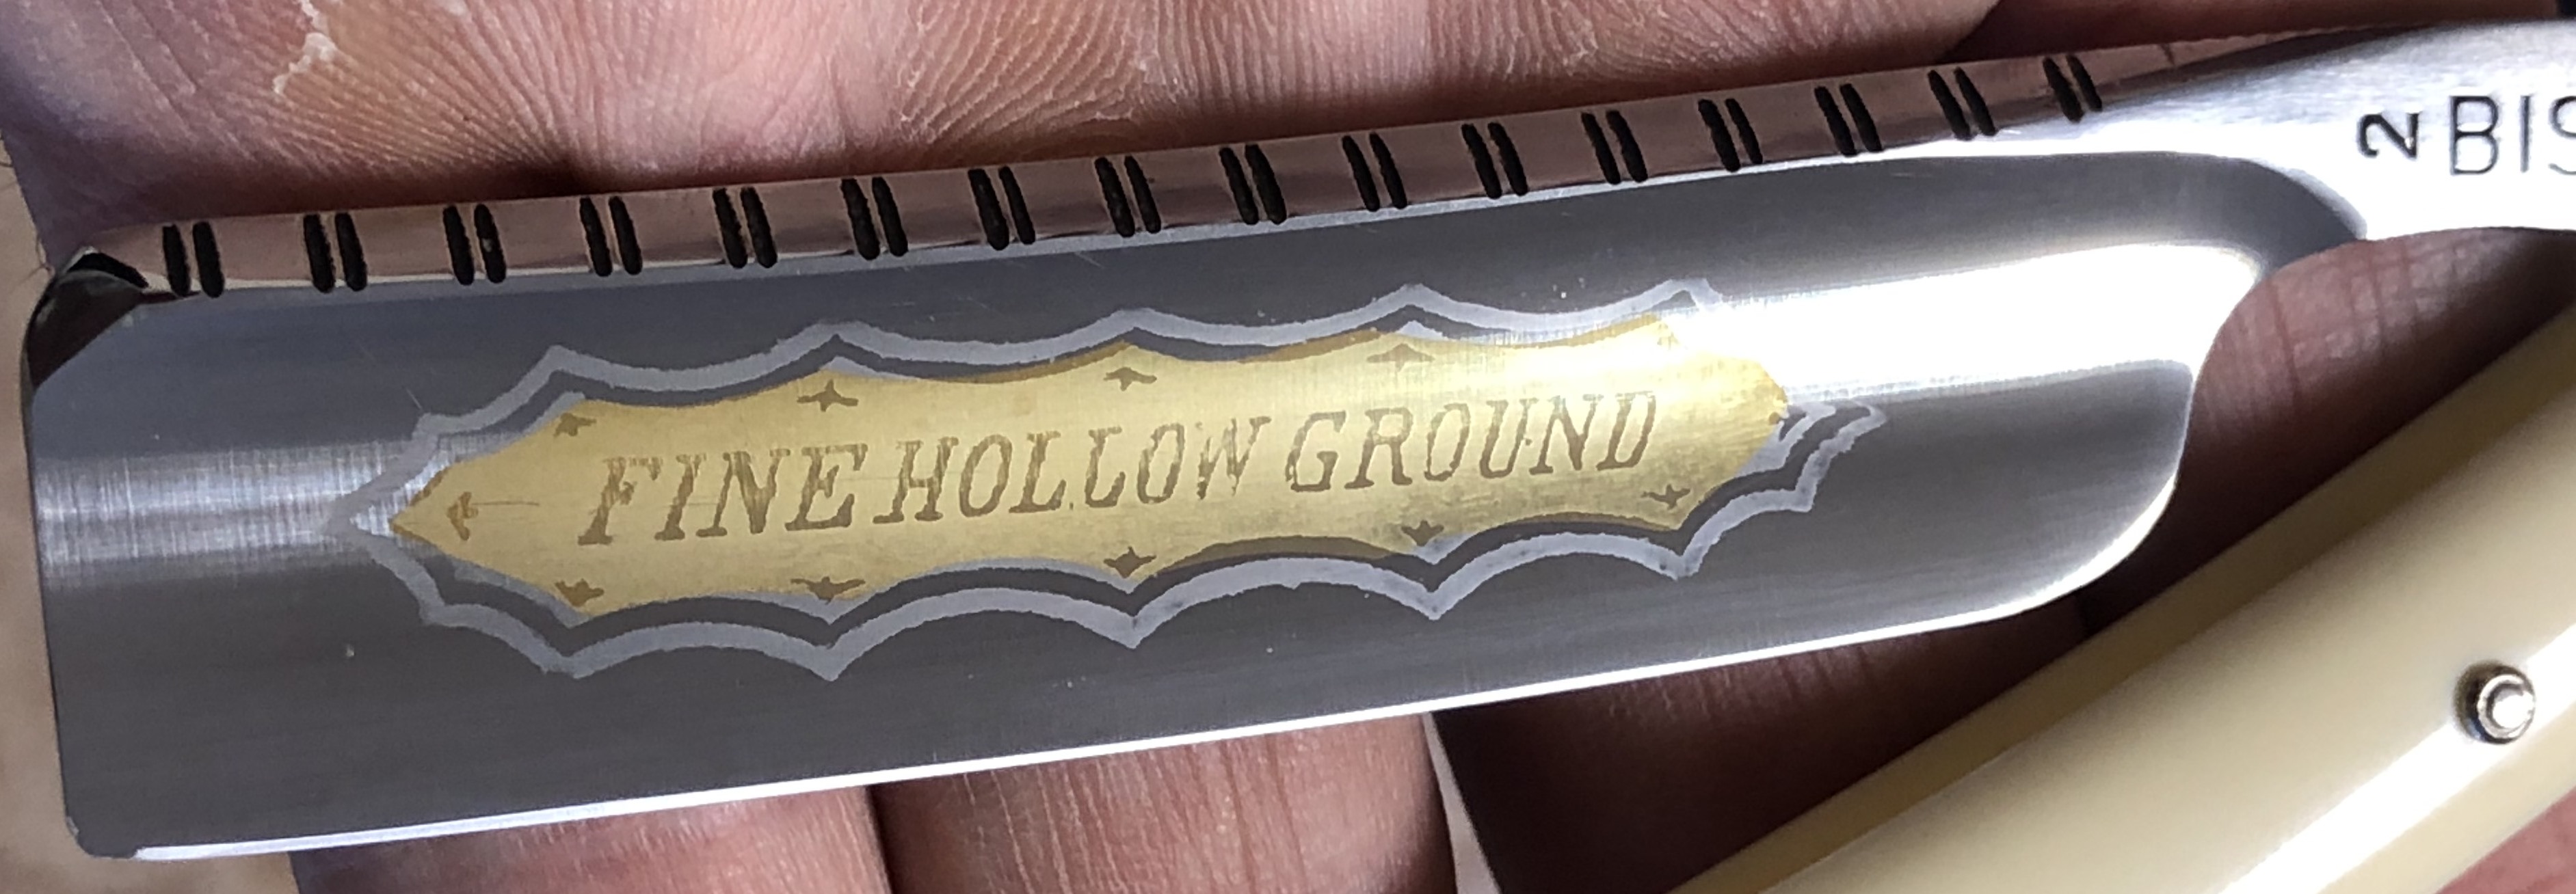 FINE HOLLOW GROUND
2 BIS